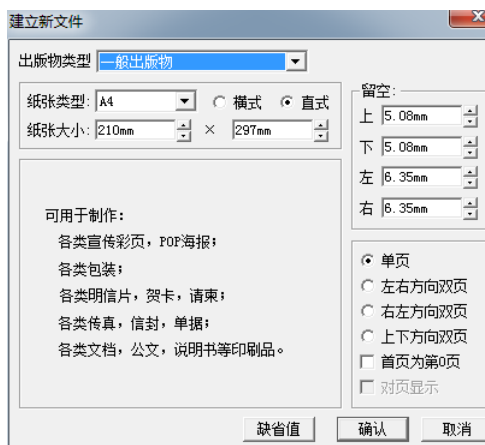 建立新文件
出版物类型 一般出版物
纸张类型: A4 横式 直式
纸张大小: 210mm × 297mm
留空:
上 5.08mm
下 5.08mm
左 6.35mm
右 6.35mm
可用于制作:
各类宣传彩页，POP海报；
各类包装；
各类明信片，贺卡，请柬；
各类传真，信封，单据；
各类文档，公文，说明书等印刷品。
单页
左右方向双页
右左方向双页
上下方向双页
首页为第0页
对页显示
缺省值 确认 取消